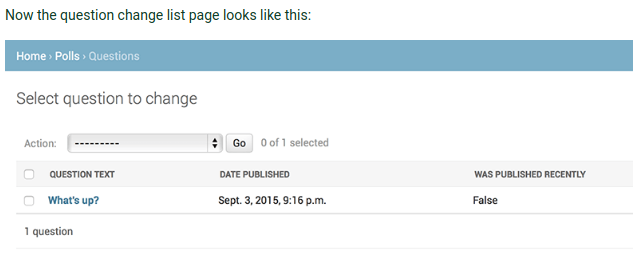 Now the question change list page looks like this:
Home › Polls › Questions
Select question to change
Action: --------- Go 0 of 1 selected
QUESTION TEXT DATE PUBLISHED WAS PUBLISHED RECENTLY
What's up? Sept. 3, 2015, 9:16 p.m. False
1 question